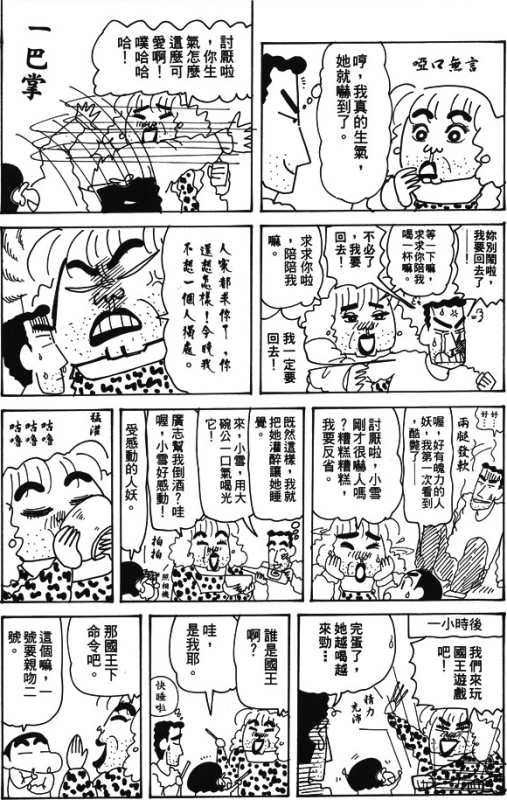 啞口無言
哼，我真的生氣，
她就嚇到了。
討厭啦
，你生
氣怎麼
這麼可
愛啊！
噗哈哈
哈！
一巴掌
妳別鬧啦，
我要回去了！
等一下嘛，
求求你陪我
喝一杯嘛。
不必了
，我要
回去！
求求你啦
，陪陪我
嘛。
我一定要
回去！
人家都求你了，你
還想怎樣！今晚我
不想一個人獨處。
好…
好…
兩腿發軟
喔，好有魄力的人
妖，我第一次看到
，酷斃了——
討厭啦，小雪
剛才很嚇人嗎
？糟糕糟糕，
我要反省。
既然這樣，我就
把她灌醉讓她睡
覺。
來，小雪，用大
碗公一口氣喝光
它！
廣志幫我倒酒？哇
喔，小雪好感動！
受感動的人妖。
拍拍
照相機
猛灌
咕嚕
咕嚕
咕嚕
一小時後
我們來玩
國王遊戲
吧！
完蛋了，
她越喝越
來勁…
精力
充沛
誰是國王
啊？
哇，
是我耶。
快睡啦
那國王下
命令吧。
這個嘛，一
號要親吻二
號。